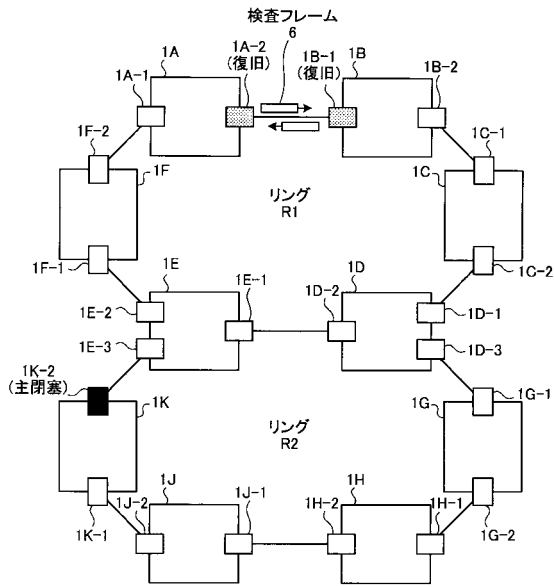 検査フレーム
6
1A
1A-2
(復旧)
1B-1
(復旧)
1B
1A-1
1B-2
1F-2
1C-1
1F
1C
リング
R1
1F-1
1C-2
1E
1E-1
1D
1D-2
1E-2
1D-1
1E-3
1D-3
1K-2
(主閉塞)
1K
1G-1
1G
リング
R2
1J
1J-1
1H
1J-2
1H-2
1H-1
1K-1
1G-2